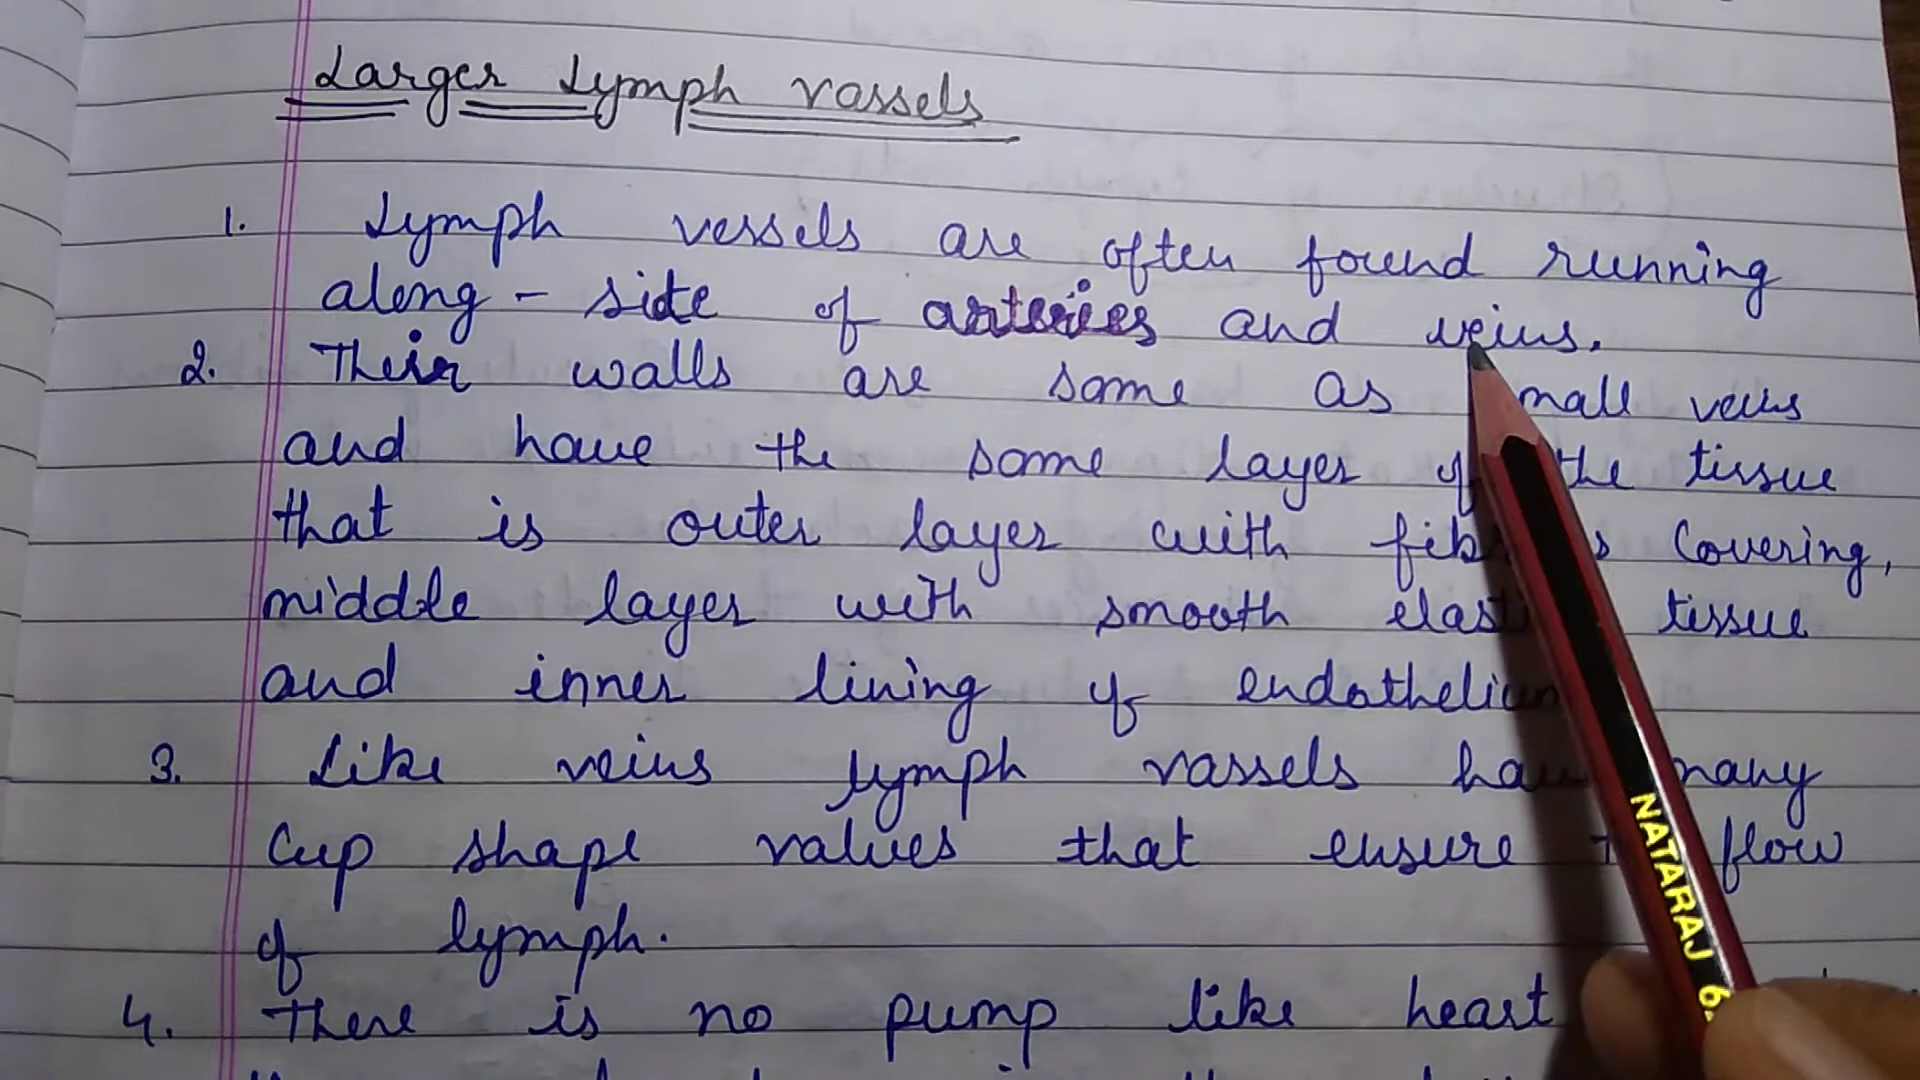 Larger Lymph vassels
1. Lymph vessels are often found running
along - side of arteries and veins.
2. Their walls are same as mall veins
and have the same layer of the tissue
that is outer layer with covering,
middle layer with smooth tissue
and inner lining of
3. Like veins lymph vassels many
Cup shape valves that ensure flow
of lymph.
4. There is no pump like heart
NATARAJ 6